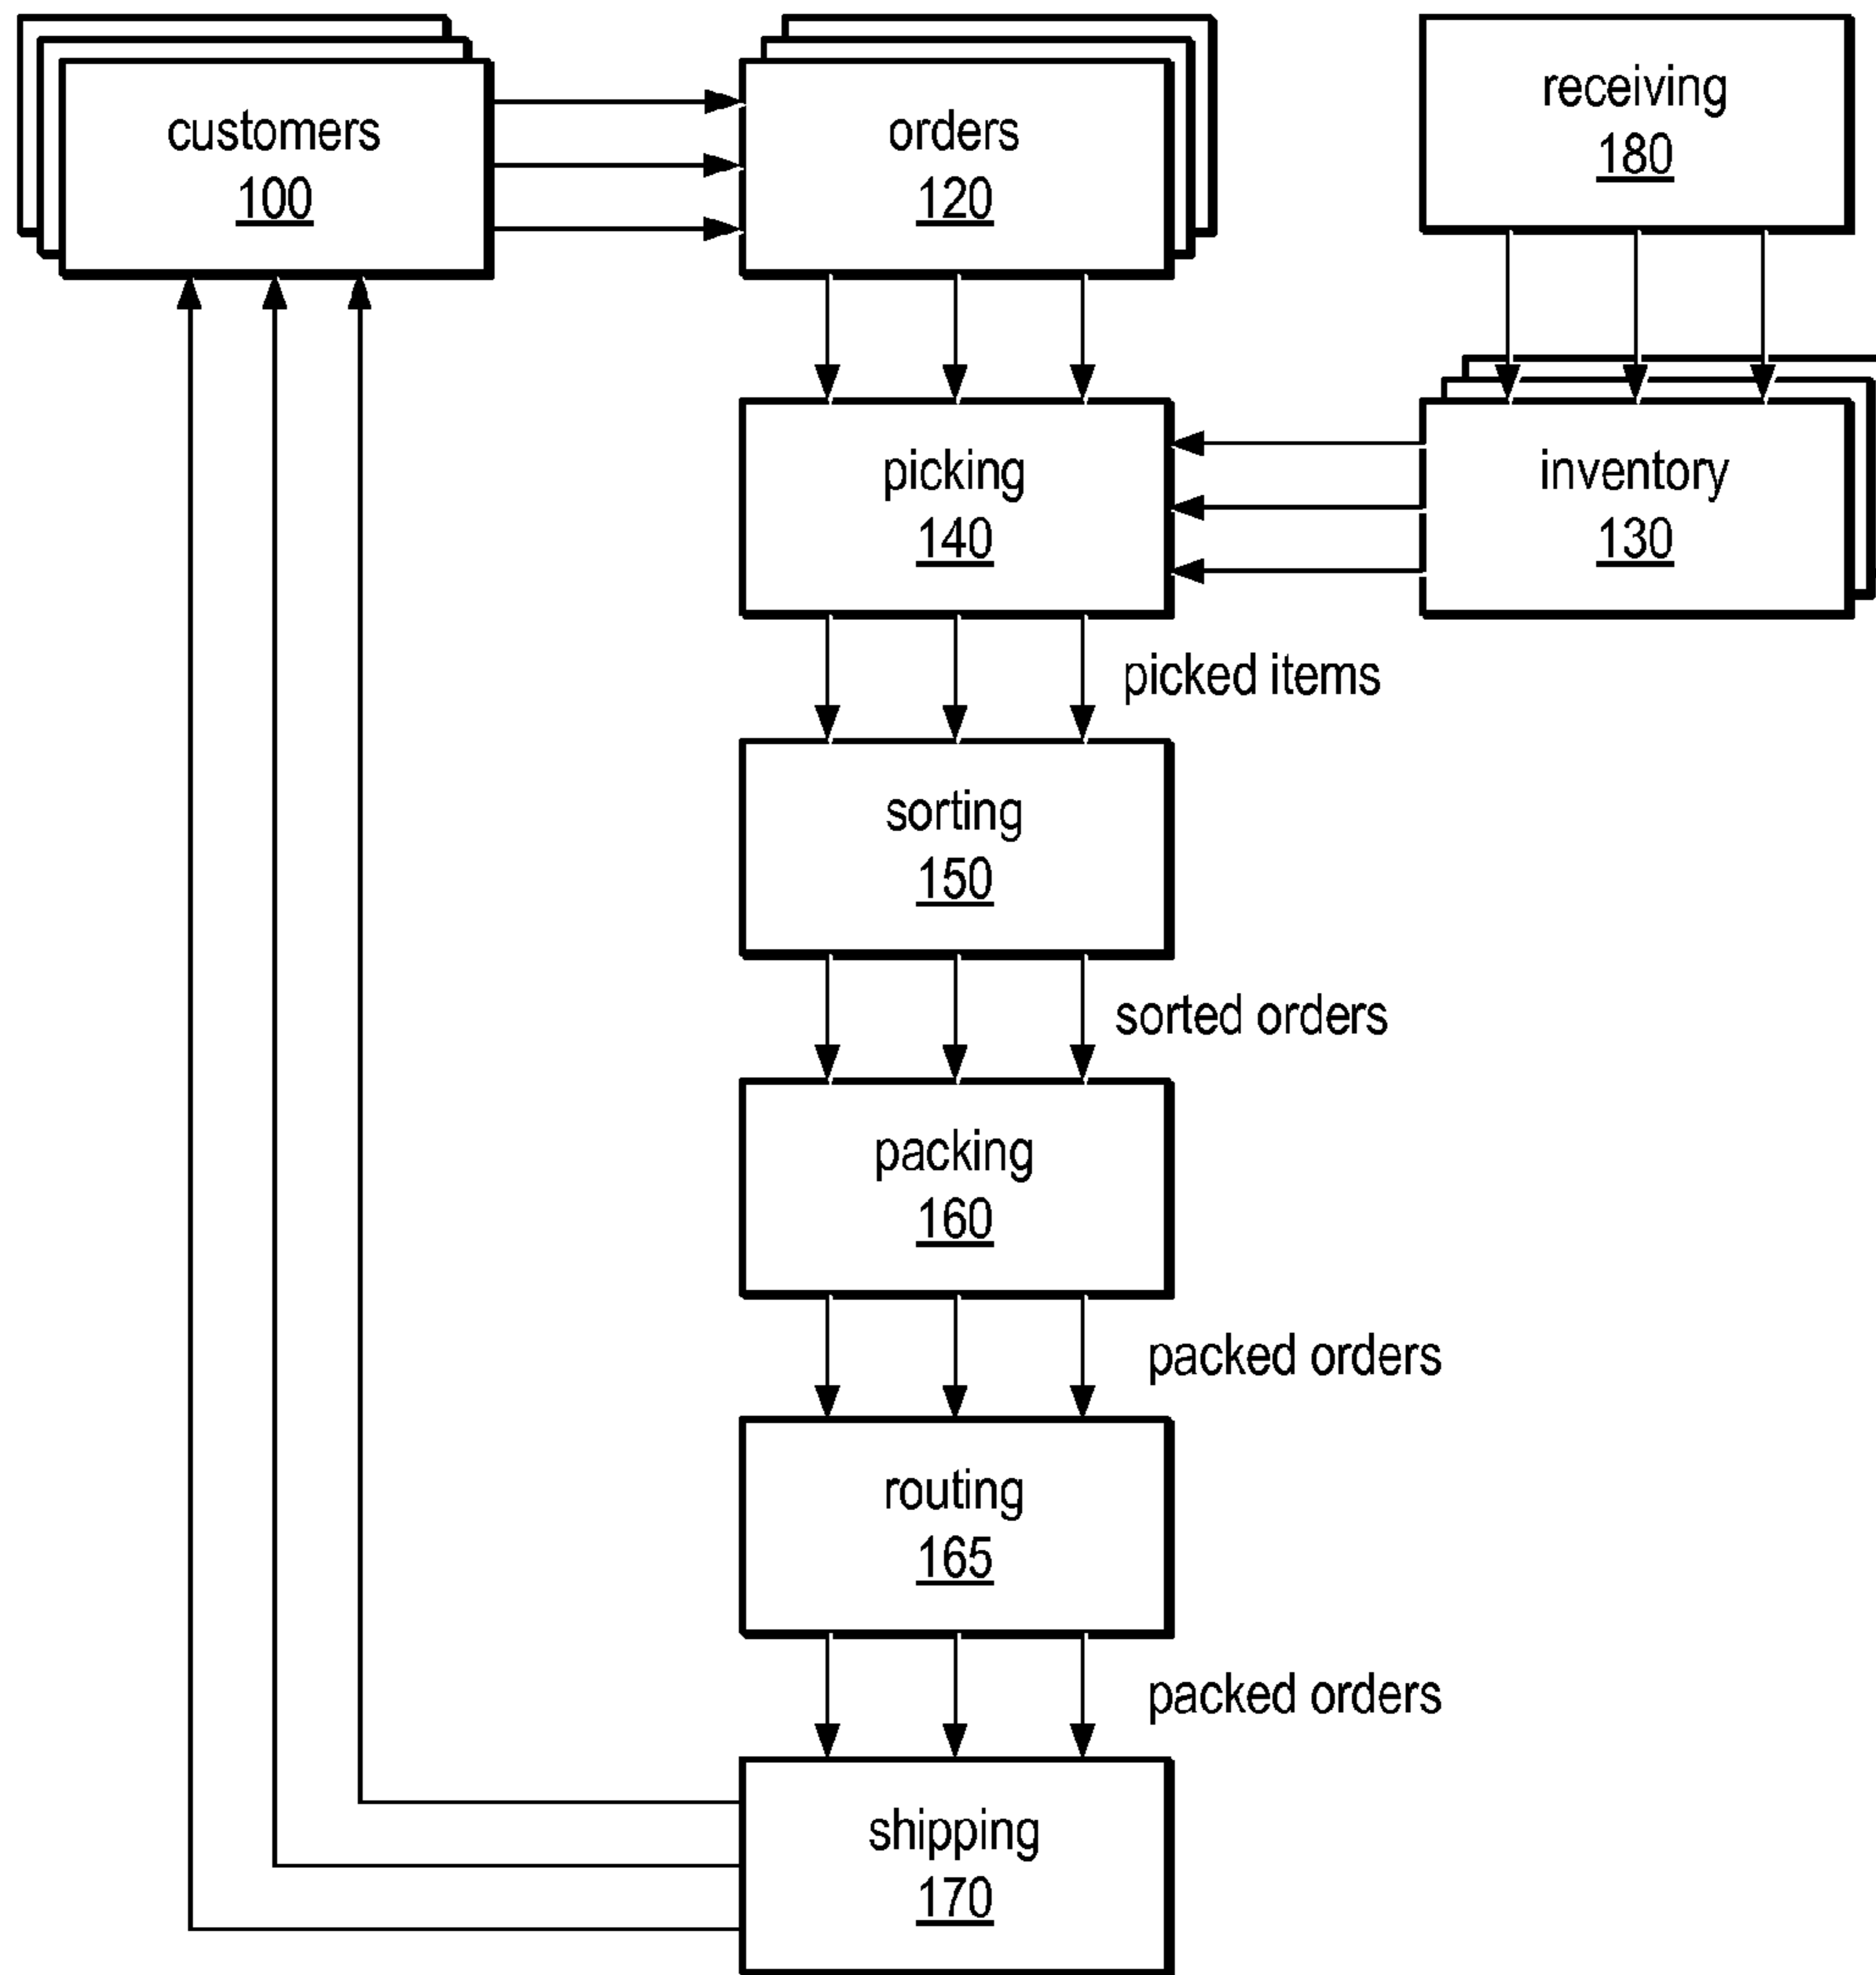 customers
100
orders
120
receiving
180
picking
140
inventory
130
picked items
sorting
150
sorted orders
packing
160
packed orders
routing
165
packed orders
shipping
170